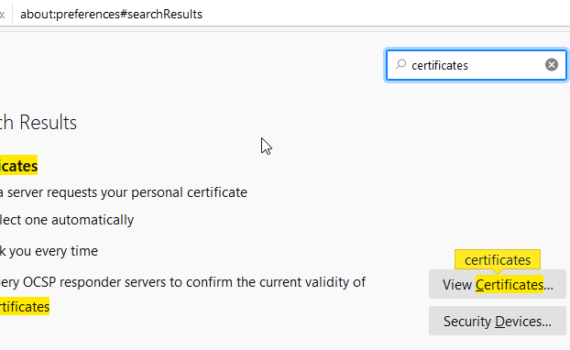 about:preferences#searchResults
certificates
ch Results
icates
a server requests your personal certificate
lect one automatically
k you every time
ery OCSP responder servers to confirm the current validity of
rtificates
certificates
View Certificates...
Security Devices...